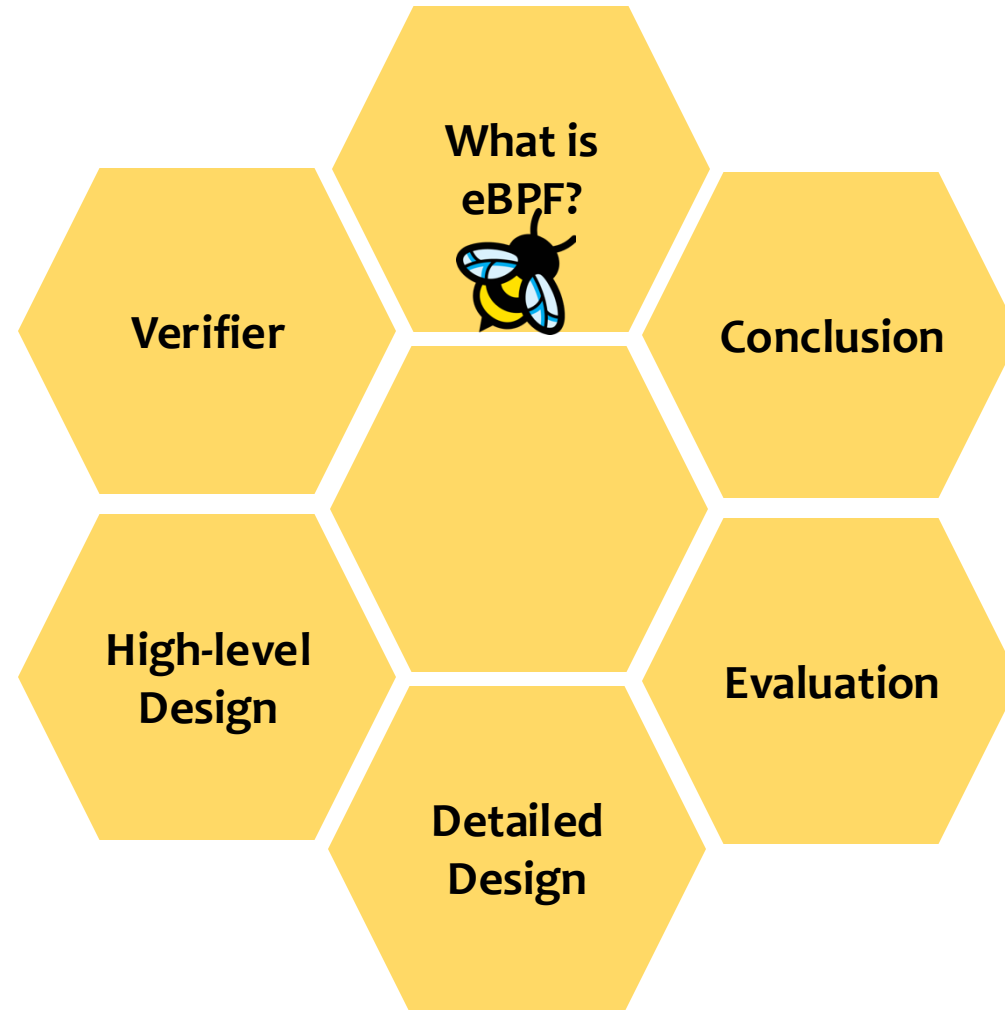 What is
eBPF?
Verifier
Conclusion
High-level
Design
Evaluation
Detailed
Design